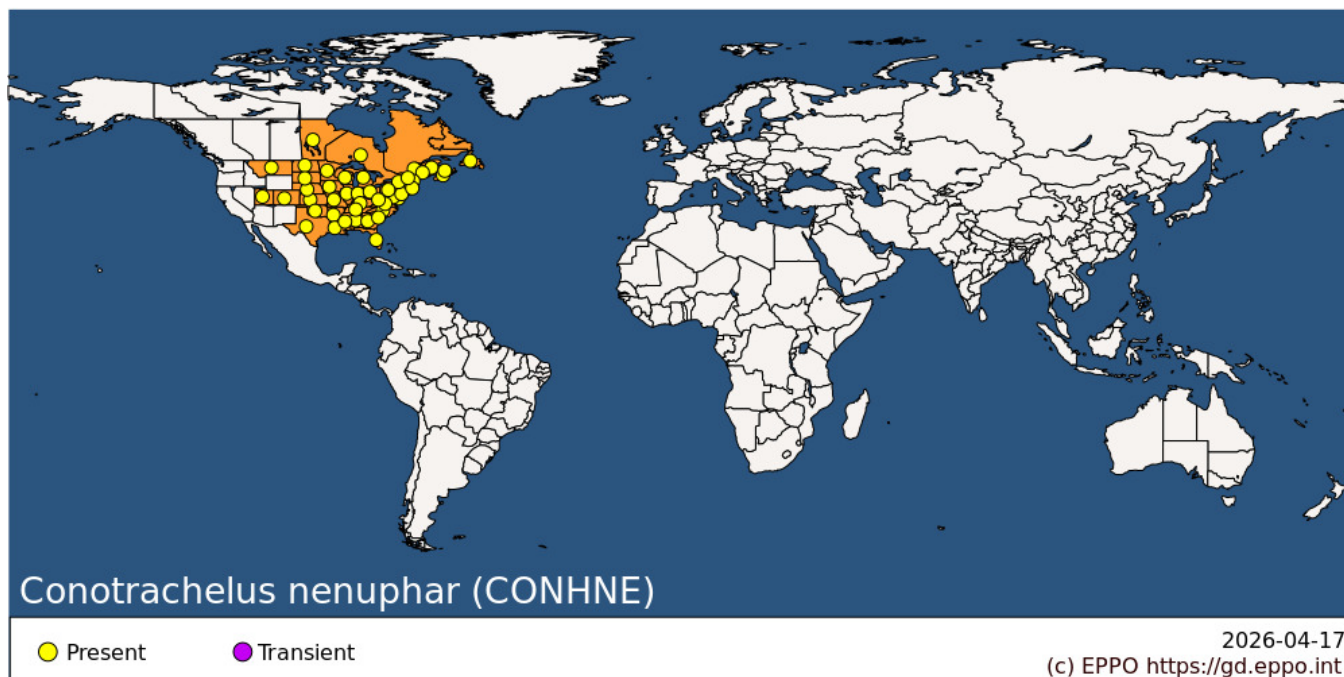 Conotrachelus nenuphar (CONHNE)
Present
Transient
2026-04-17
(c) EPPO https://gd.eppo.int